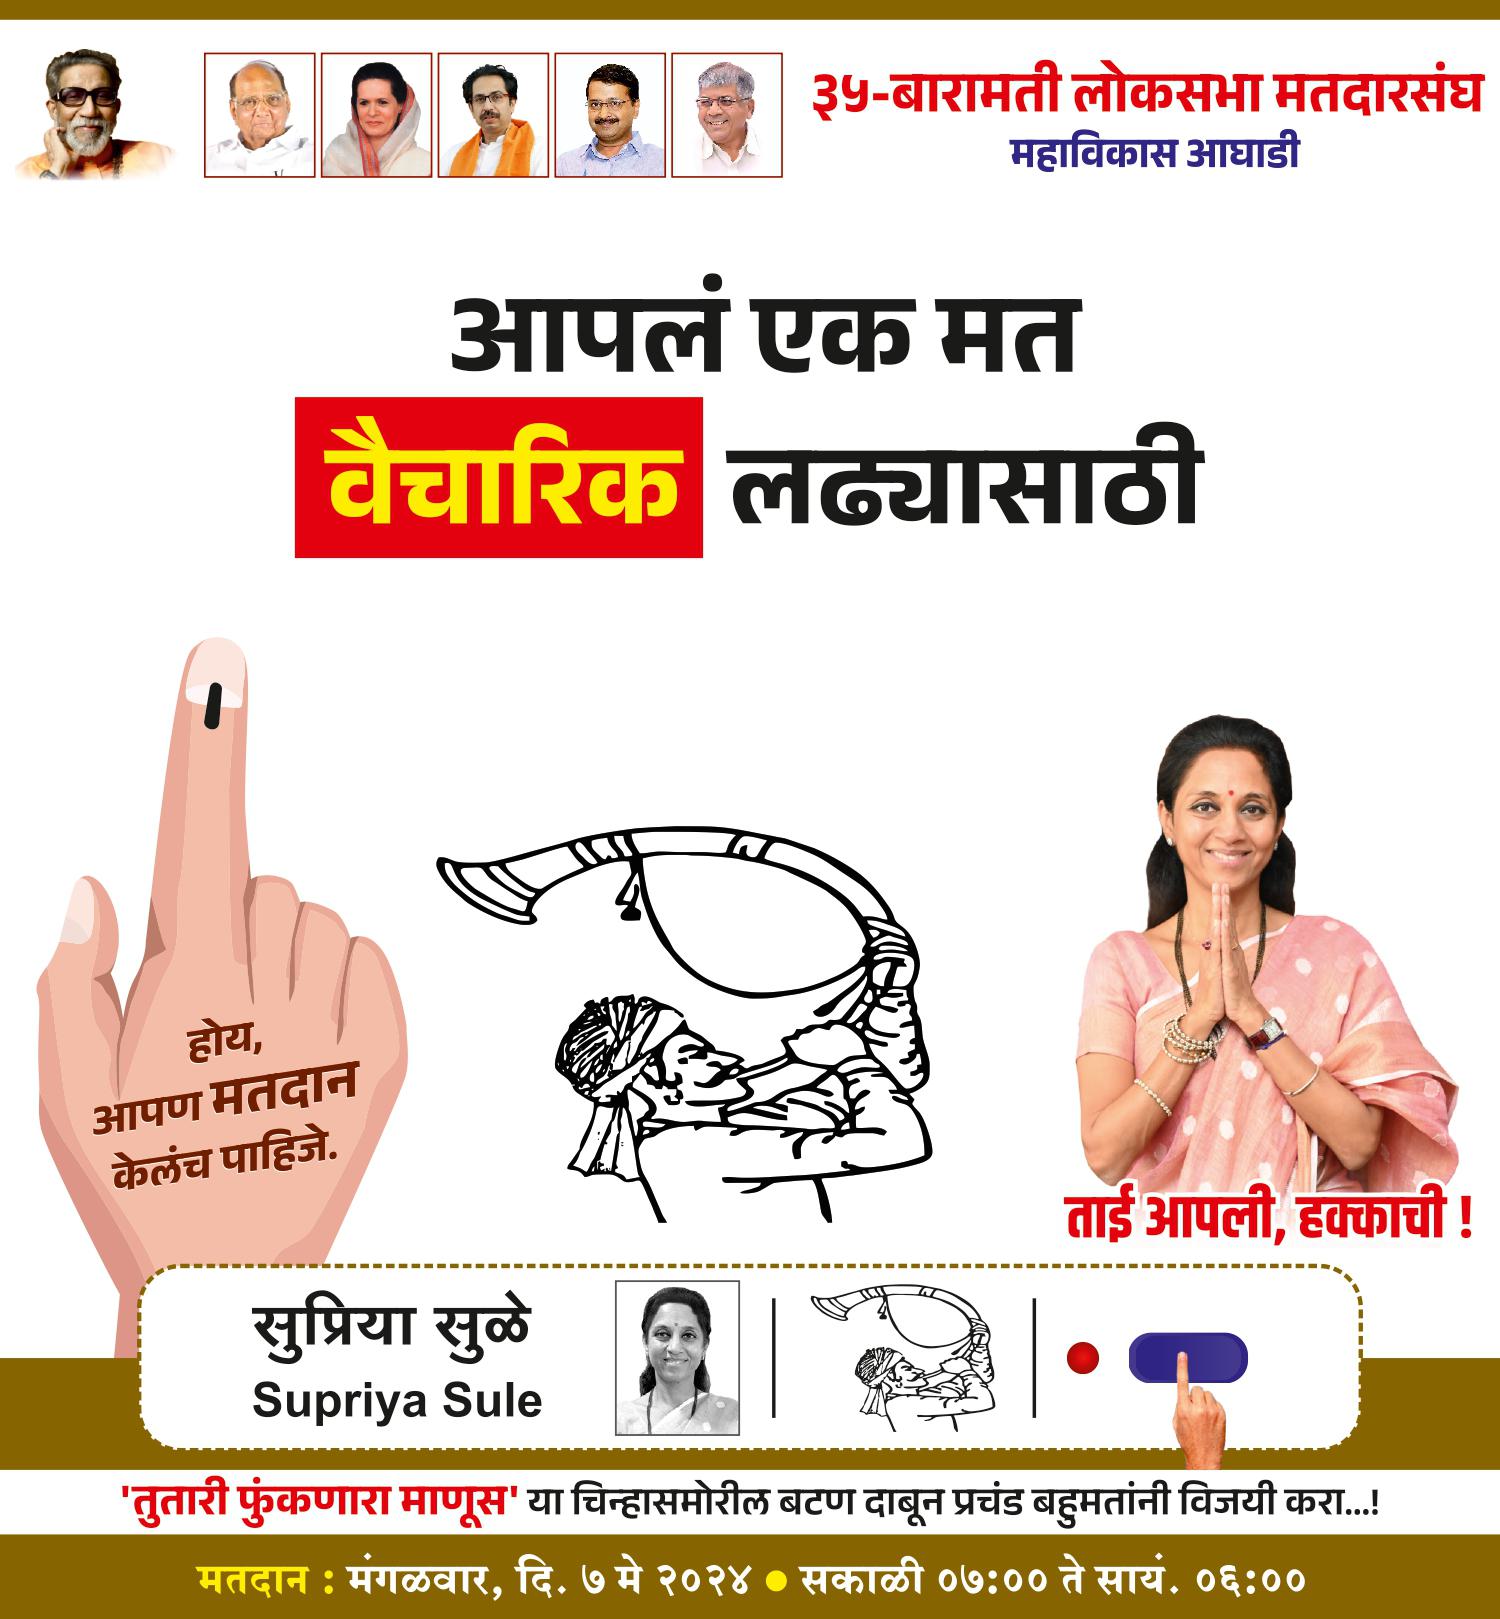 ३५-बारामती लोकसभा मतदारसंघ
महाविकास आघाडी
आपलं एक मत
वैचारिक लढ्यासाठी
होय,
आपण मतदान
केलंच पाहिजे.
ताई आपली, हक्काची !
सुप्रिया सुळे
Supriya Sule
'तुतारी फुंकणारा माणूस' या चिन्हासमोरील बटण दाबून प्रचंड बहुमतांनी विजयी करा...!
मतदान : मंगळवार, दि. ७ मे २०२४ ● सकाळी ०७:०० ते सायं. ०६:००